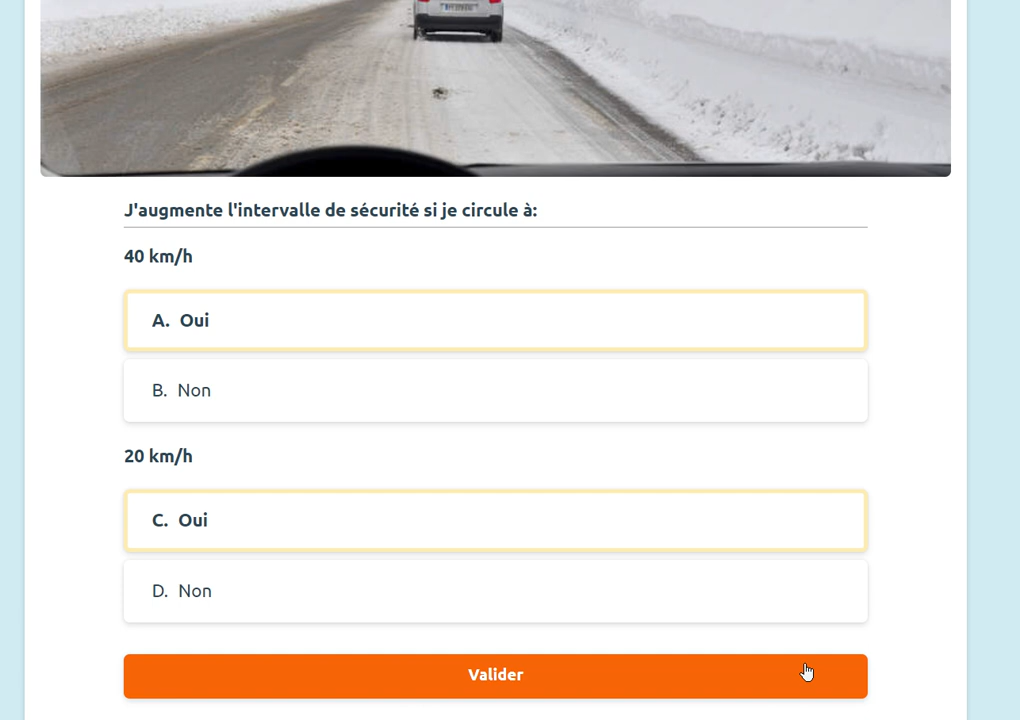 J'augmente l'intervalle de sécurité si je circule à:
40 km/h
A. Oui
B. Non
20 km/h
C. Oui
D. Non
Valider